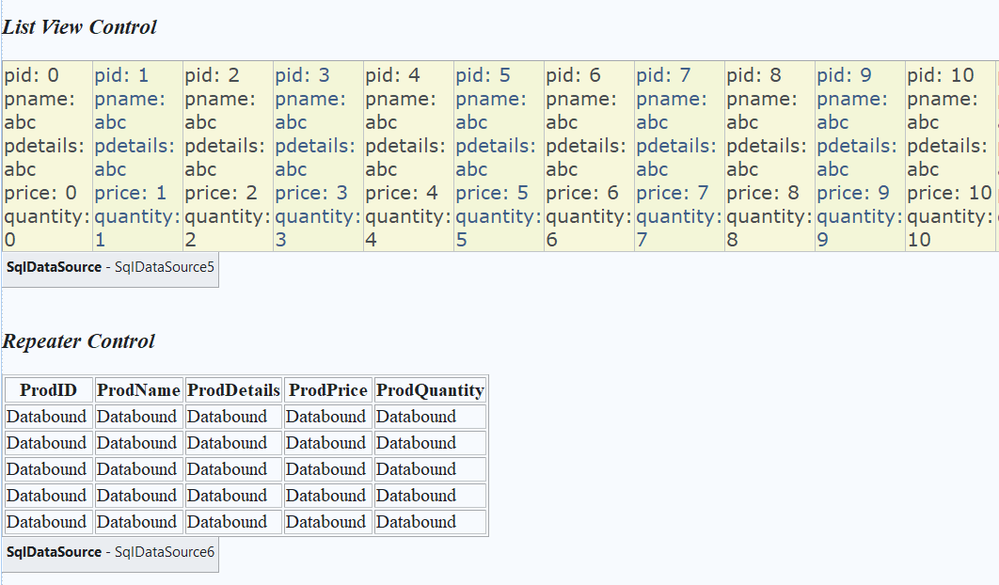 List View Control
pid: 0 pid: 1 pid: 2 pid: 3 pid: 4 pid: 5 pid: 6 pid: 7 pid: 8 pid: 9 pid: 10
pname: pname: pname: pname: pname: pname: pname: pname: pname: pname: pname:
abc abc abc abc abc abc abc abc abc abc abc
pdetails: pdetails: pdetails: pdetails: pdetails: pdetails: pdetails: pdetails: pdetails: pdetails: pdetails:
abc abc abc abc abc abc abc abc abc abc abc
price: 0 price: 1 price: 2 price: 3 price: 4 price: 5 price: 6 price: 7 price: 8 price: 9 price: 10
quantity: quantity: quantity: quantity: quantity: quantity: quantity: quantity: quantity: quantity: quantity:
0 1 2 3 4 5 6 7 8 9 10
SqlDataSource - SqlDataSource5
Repeater Control
ProdID ProdName ProdDetails ProdPrice ProdQuantity
Databound Databound Databound Databound Databound
Databound Databound Databound Databound Databound
Databound Databound Databound Databound Databound
Databound Databound Databound Databound Databound
Databound Databound Databound Databound Databound
SqlDataSource - SqlDataSource6